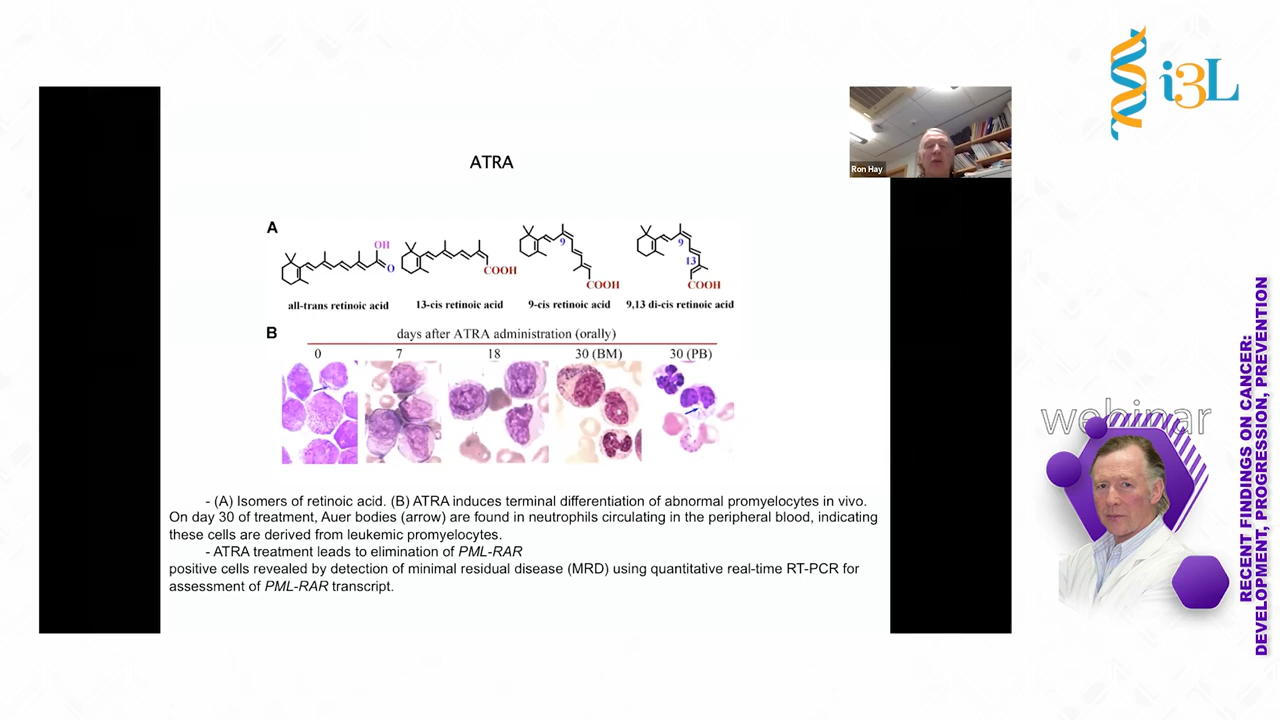 i3L
Ron Hay
ATRA
A
OH
O
COOH
9
COOH
9
13
COOH
all-trans retinoic acid
13-cis retinoic acid
9-cis retinoic acid
9,13 di-cis retinoic acid
B
days after ATRA administration (orally)
0
7
18
30 (BM)
30 (PB)
- (A) Isomers of retinoic acid. (B) ATRA induces terminal differentiation of abnormal promyelocytes in vivo.
On day 30 of treatment, Auer bodies (arrow) are found in neutrophils circulating in the peripheral blood, indicating
these cells are derived from leukemic promyelocytes.
- ATRA treatment leads to elimination of PML-RAR
positive cells revealed by detection of minimal residual disease (MRD) using quantitative real-time RT-PCR for
assessment of PML-RAR transcript.
webinar
RECENT FINDINGS ON CANCER:
DEVELOPMENT, PROGRESSION, PREVENTION